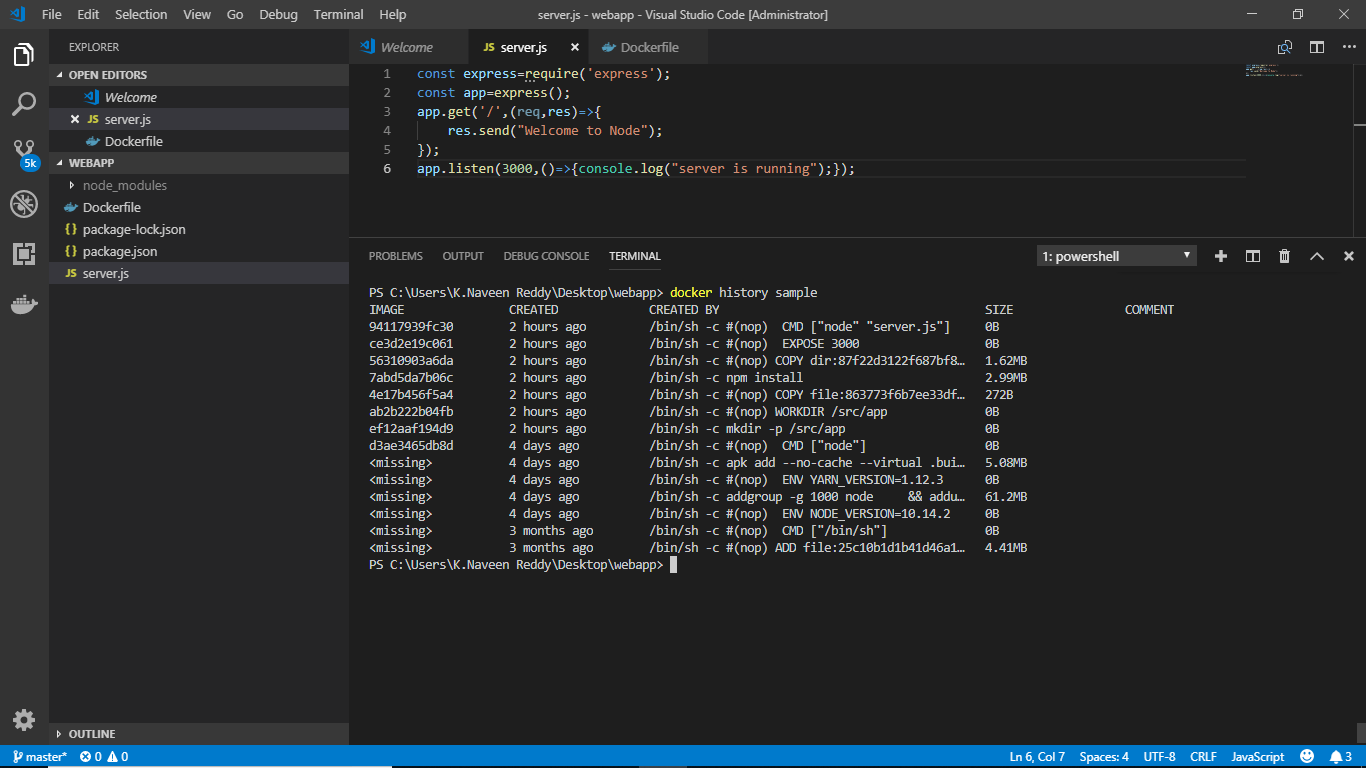 File Edit Selection View Go Debug Terminal Help server.js - webapp - Visual Studio Code [Administrator]
EXPLORER
OPEN EDITORS
Welcome
JS server.js
Dockerfile
5k
WEBAPP
node_modules
Dockerfile
{} package-lock.json
{} package.json
JS server.js
OUTLINE
Welcome JS server.js Dockerfile
1 const express=require('express');
2 const app=express();
3 app.get('/',(req,res)=>{
4 res.send("Welcome to Node");
5 });
6 app.listen(3000,()=>{console.log("server is running");});
PROBLEMS OUTPUT DEBUG CONSOLE TERMINAL 1: powershell
PS C:\Users\K.Naveen Reddy\Desktop\webapp> docker history sample
IMAGE CREATED CREATED BY SIZE COMMENT
94117939fc30 2 hours ago /bin/sh -c #(nop) CMD ["node" "server.js"] 0B
ce3d2e19c061 2 hours ago /bin/sh -c #(nop) EXPOSE 3000 0B
56310903a6da 2 hours ago /bin/sh -c #(nop) COPY dir:87f22d3122f687bf8… 1.62MB
7abd5da7b06c 2 hours ago /bin/sh -c npm install 2.99MB
4e17b456f5a4 2 hours ago /bin/sh -c #(nop) COPY file:863773f6b7ee33df… 272B
ab2b222b04fb 2 hours ago /bin/sh -c #(nop) WORKDIR /src/app 0B
ef12aaf194d9 2 hours ago /bin/sh -c mkdir -p /src/app 0B
d3ae3465db8d 4 days ago /bin/sh -c #(nop) CMD ["node"] 0B
<missing> 4 days ago /bin/sh -c apk add --no-cache --virtual .bui… 5.08MB
<missing> 4 days ago /bin/sh -c #(nop) ENV YARN_VERSION=1.12.3 0B
<missing> 4 days ago /bin/sh -c addgroup -g 1000 node && addu… 61.2MB
<missing> 4 days ago /bin/sh -c #(nop) ENV NODE_VERSION=10.14.2 0B
<missing> 3 months ago /bin/sh -c #(nop) CMD ["/bin/sh"] 0B
<missing> 3 months ago /bin/sh -c #(nop) ADD file:25c10b1d1b41d46a1… 4.41MB
PS C:\Users\K.Naveen Reddy\Desktop\webapp>
master* 0 0 Ln 6, Col 7 Spaces: 4 UTF-8 CRLF JavaScript 3